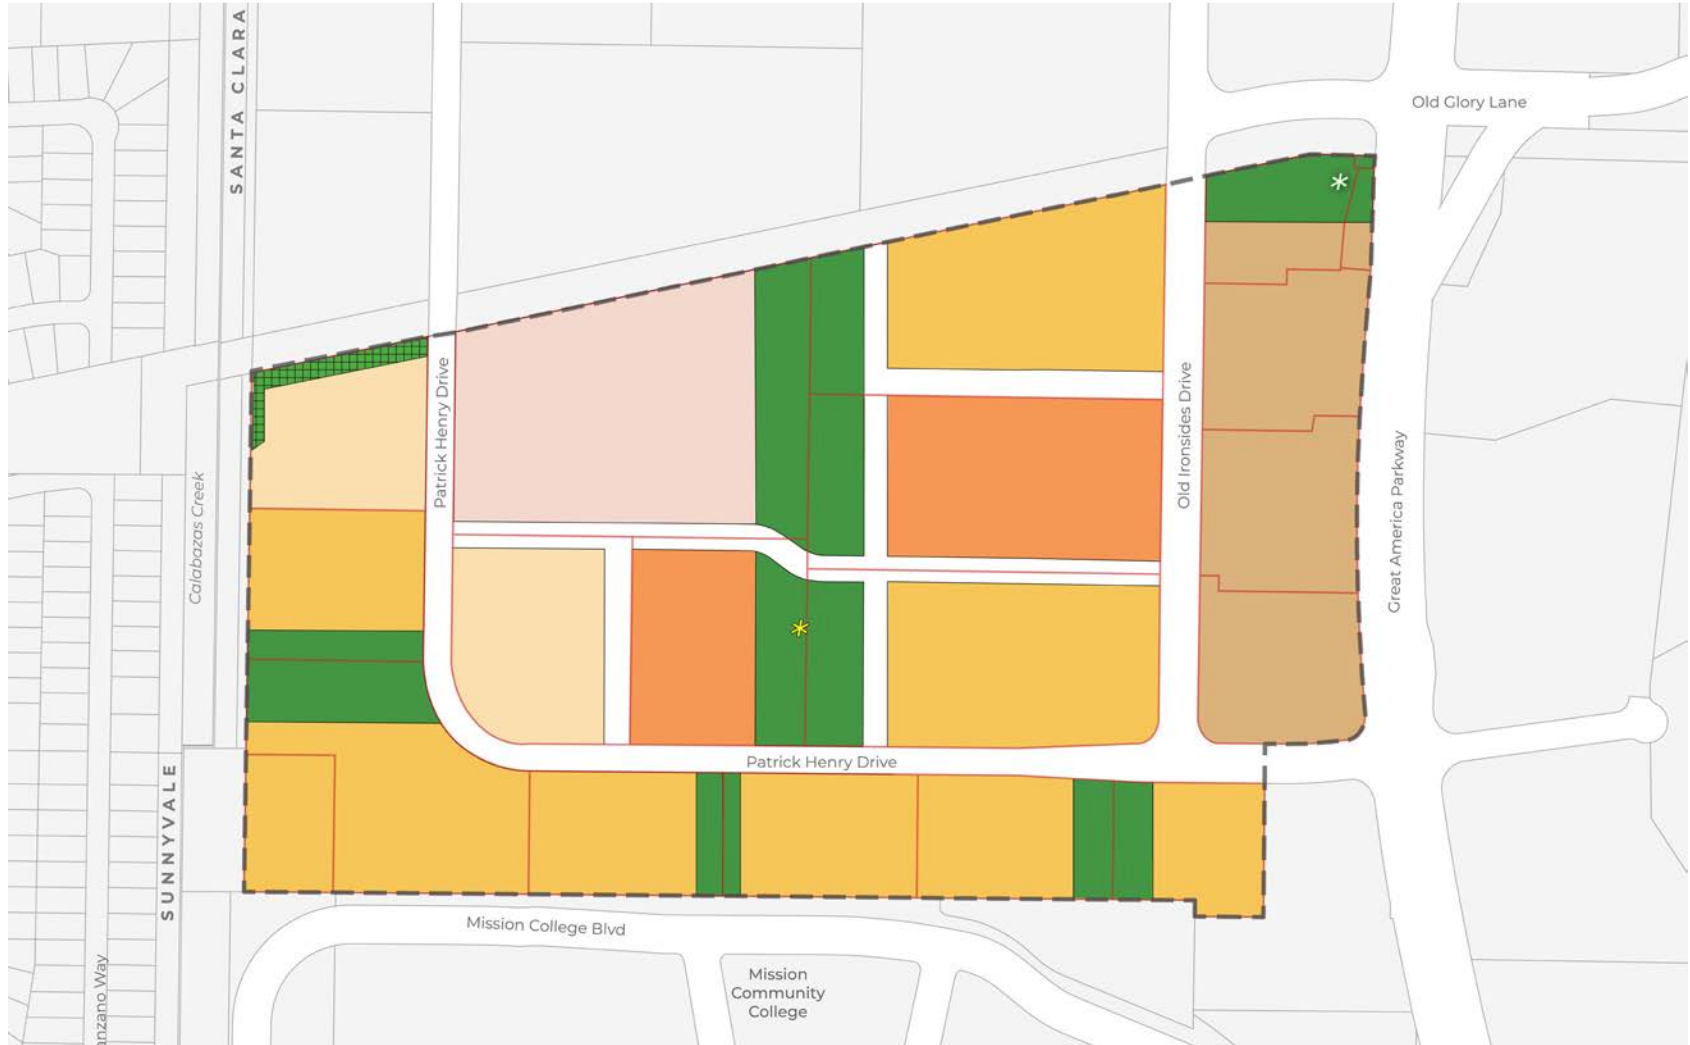 SANTA CLARA
Old Glory Lane
Patrick Henry Drive
Old Ironsides Drive
Great America Parkway
Calabazas Creek
Patrick Henry Drive
SUNNYVALE
Mission College Blvd
Mission
Community
College
anzano Way